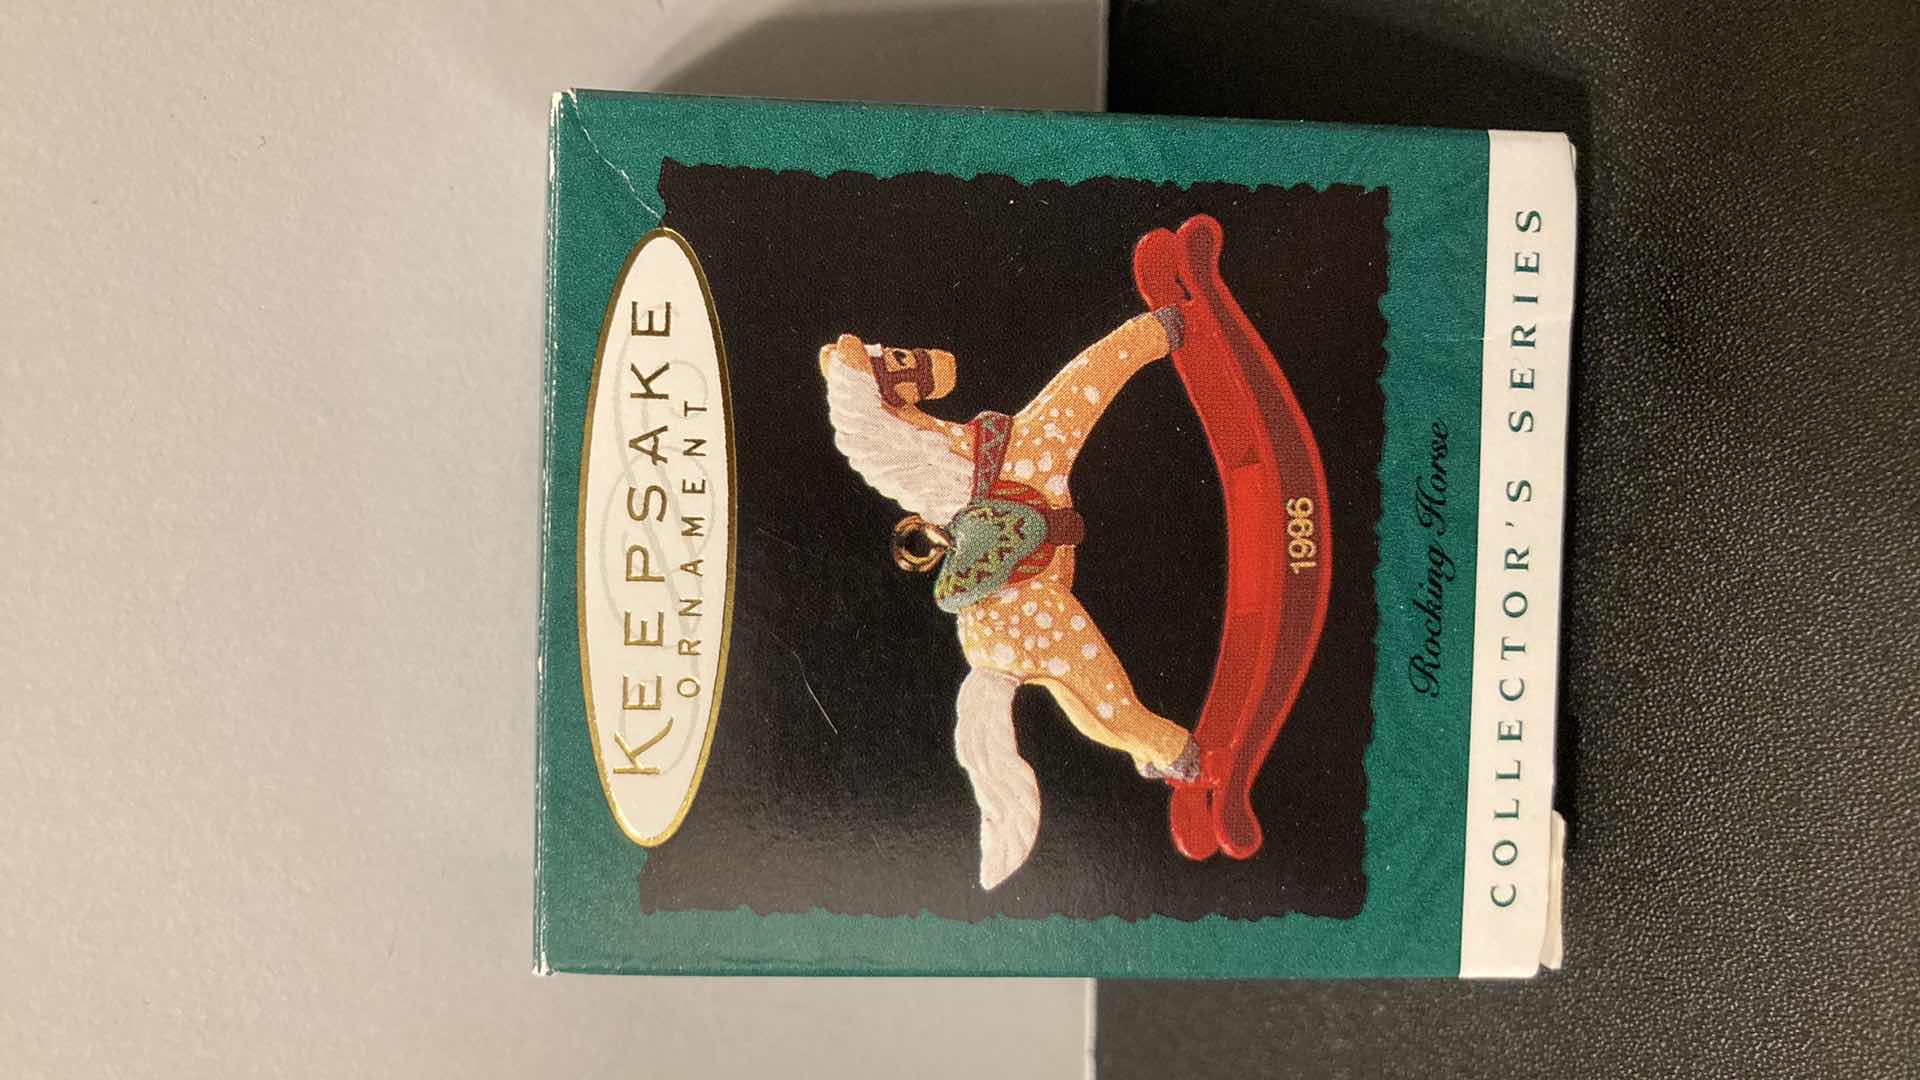 KEEPSAKE
ORNAMENT
1996
Rocking Horse
COLLECTOR'S SERIES